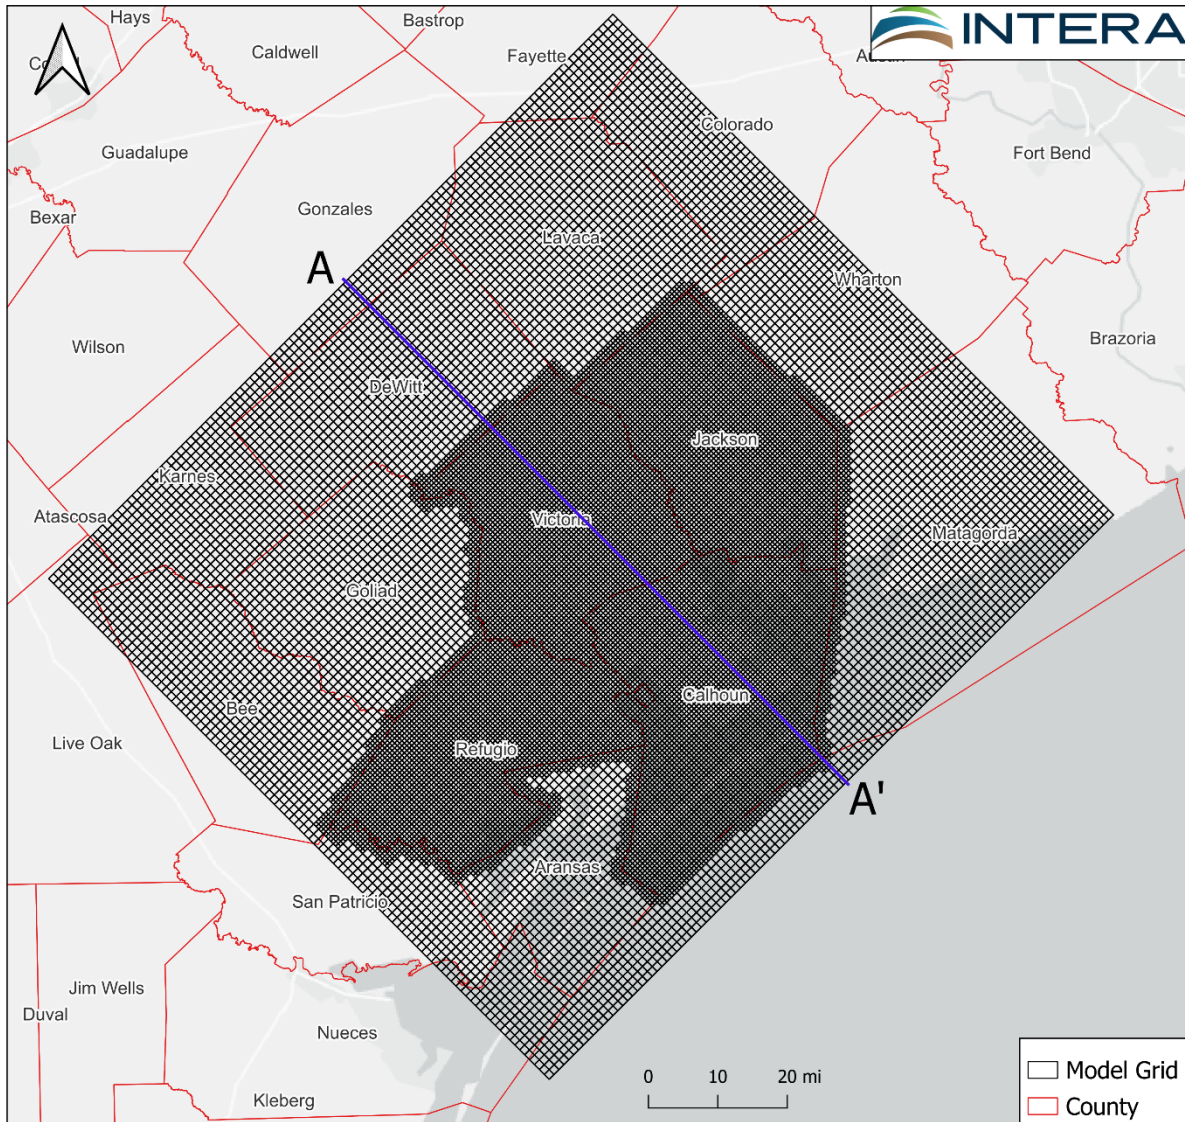 Hays
Bastrop
INTERA
Caldwell
Fayette
Austin
Colorado
Guadalupe
Fort Bend
Gonzales
Bexar
Lavaca
A
Wharton
Wilson
Brazoria
DeWitt
Jackson
Karnes
Atascosa
Victoria
Matagorda
Goliad
Calhoun
Bee
Live Oak
Refugio
A'
Aransas
San Patricio
Jim Wells
Duval
Nueces
Kleberg
0 10 20 mi
Model Grid
County